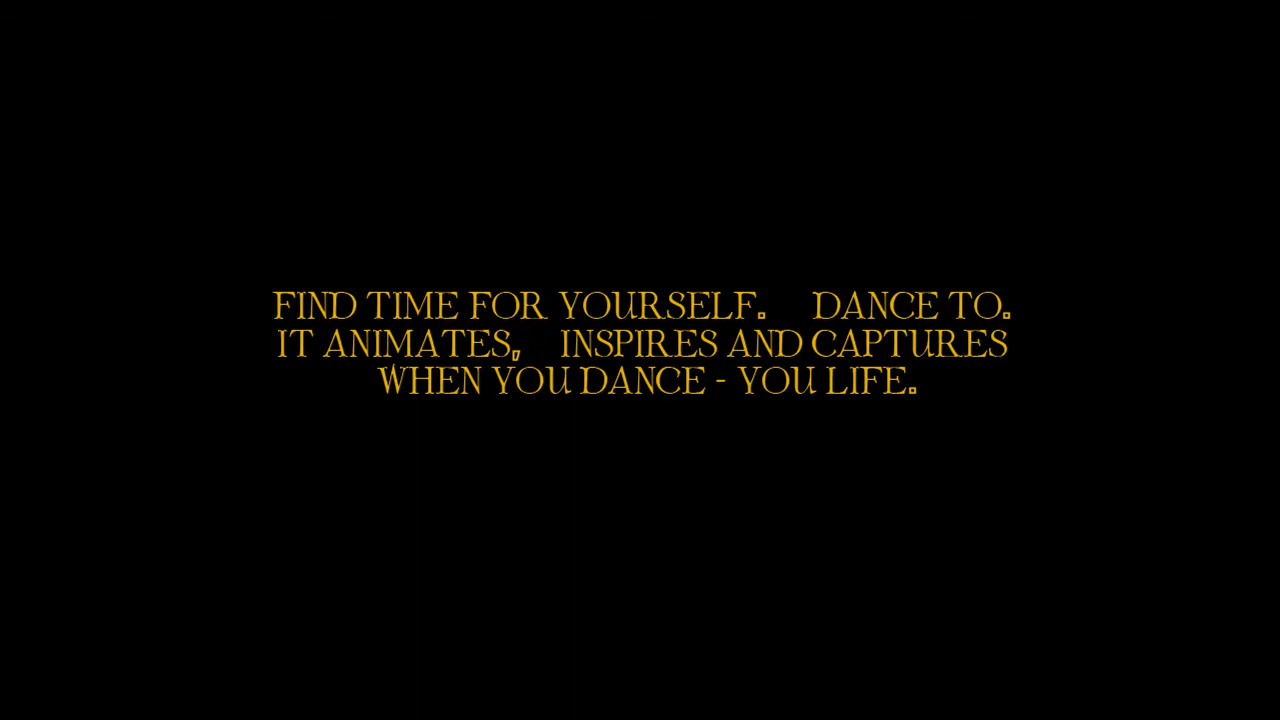 FIND TIME FOR YOURSELF. DANCE TO.
IT ANIMATES, INSPIRES AND CAPTURES
WHEN YOU DANCE - YOU LIFE.